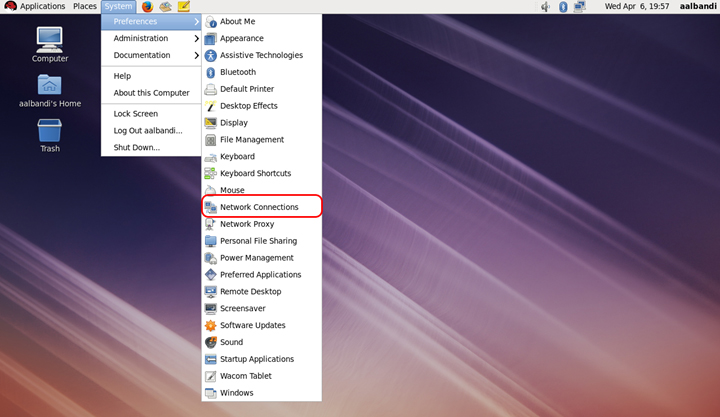 Applications Places System Wed Apr 6, 19:57 aalbandi
Preferences
Administration
Documentation
Help
About this Computer
Lock Screen
Log Out aalbandi...
Shut Down...
About Me
Appearance
Assistive Technologies
Bluetooth
Default Printer
Desktop Effects
Display
File Management
Keyboard
Keyboard Shortcuts
Mouse
Network Connections
Network Proxy
Personal File Sharing
Power Management
Preferred Applications
Remote Desktop
Screensaver
Software Updates
Sound
Startup Applications
Wacom Tablet
Windows
Computer
aalbandi's Home
Trash